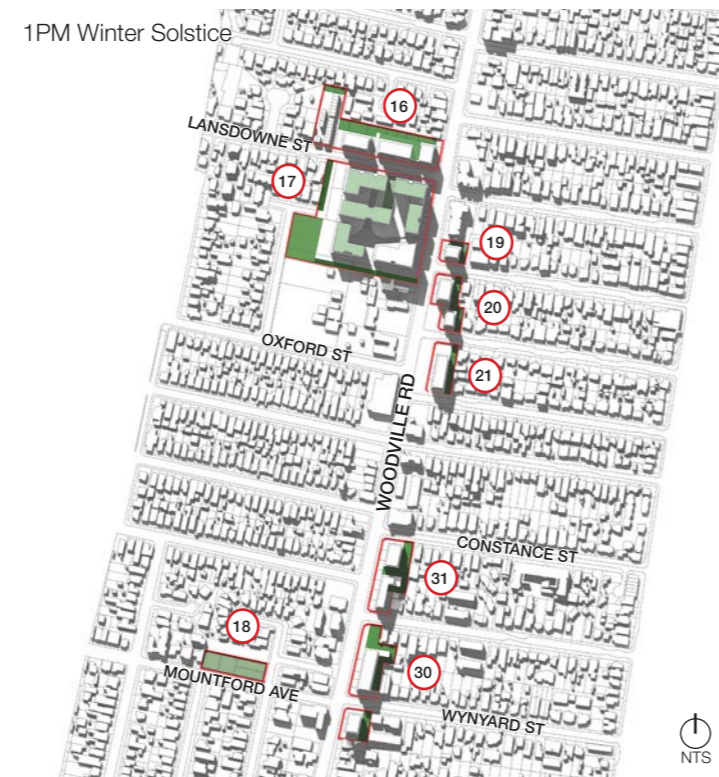 1PM Winter Solstice
16
LANSDOWNE ST
17
19
20
OXFORD ST
21
WOODVILLE RD
CONSTANCE ST
31
18
30
MOUNTFORD AVE
WYNYARD ST
NTS